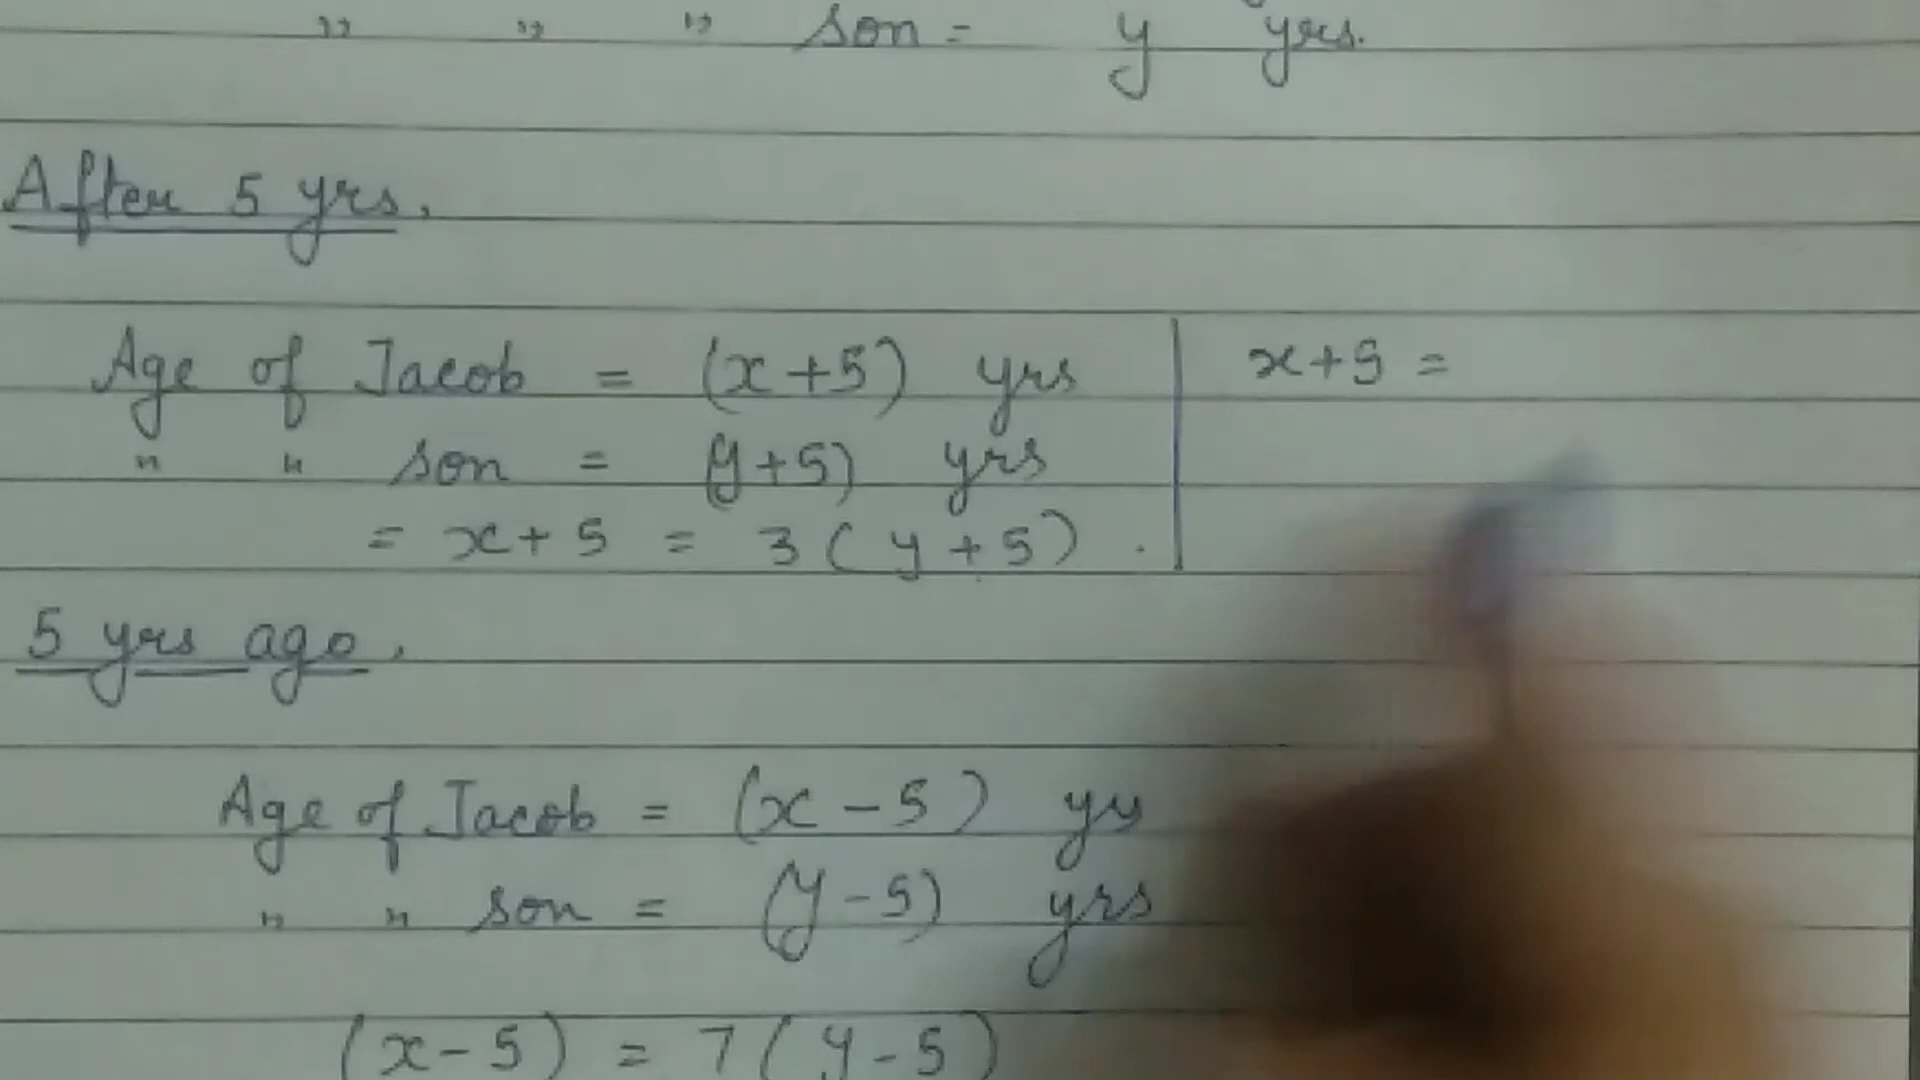 " " " son = y yrs.
After 5 yrs.
Age of Jacob = (x+5) yrs
" " son = (y+5) yrs
= x+5 = 3(y+5).
x+5 =
5 yrs ago.
Age of Jacob = (x-5) yrs
" " son = (y-5) yrs
(x-5) = 7(y-5)